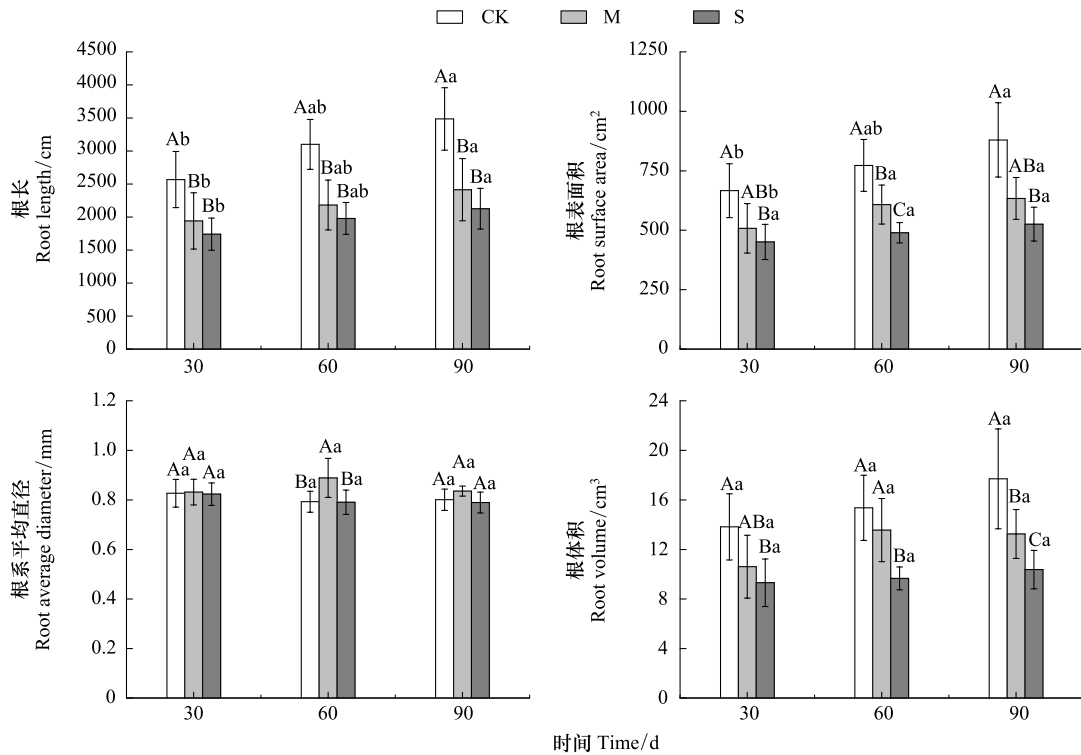 CK M S
根长
Root length/cm
4500
4000
3500
3000
2500
2000
1500
1000
500
0
Ab Bb Bb
Aab Bab Bab
Aa Ba Ba
30 60 90
根表面积
Root surface area/cm²
1250
1000
750
500
250
0
Ab ABb Ba
Aab Ba Ca
Aa ABa Ba
30 60 90
根系平均直径
Root average diameter/mm
1.2
1.0
0.8
0.6
0.4
0.2
0
Aa Aa Aa
Ba Aa Ba
Aa Aa Aa
30 60 90
根体积
Root volume/cm³
24
20
16
12
8
4
0
Aa ABa Ba
Aa Aa Ba
Aa Ba Ca
30 60 90
时间 Time/d